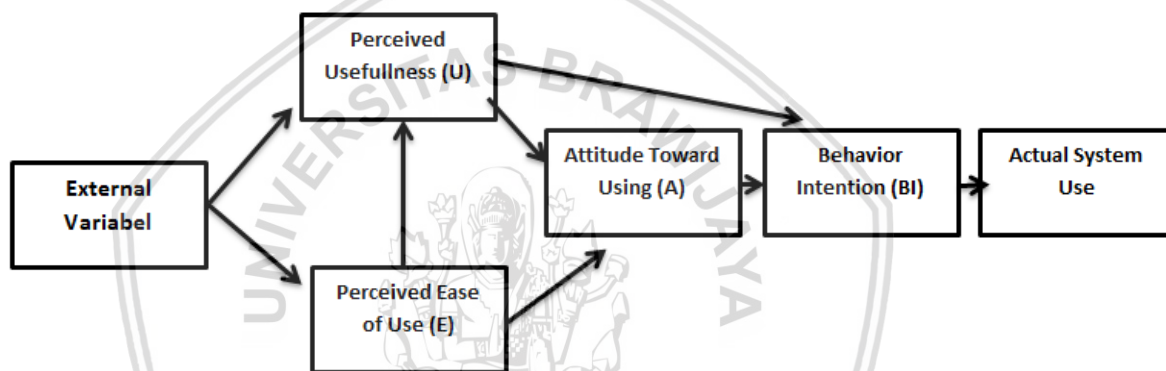 Perceived
Usefullness (U)
UNIVERSITAS BRAWIJAYA
External
Variabel
Attitude Toward
Using (A)
Behavior
Intention (BI)
Actual System
Use
Perceived Ease
of Use (E)